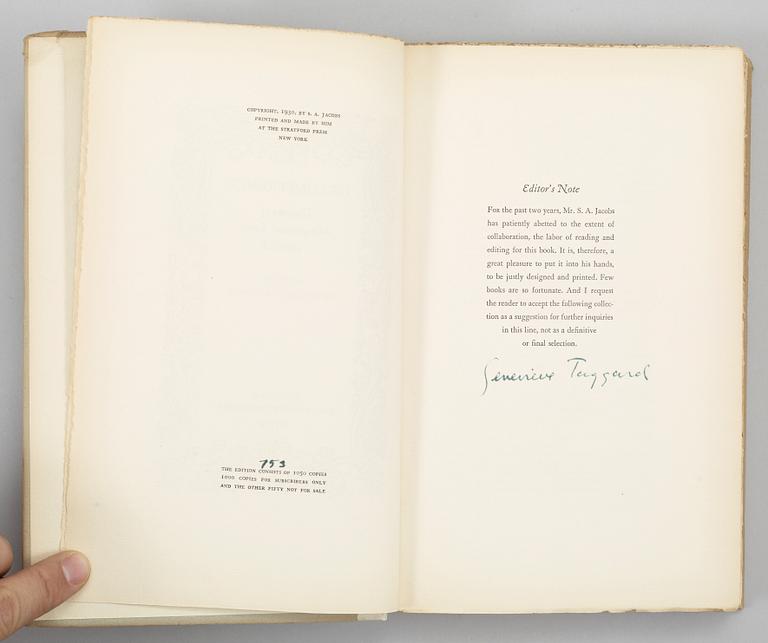 COPYRIGHT, 1930, BY S. A. JACOBS
PRINTED AND MADE BY HIM
AT THE STRATFORD PRESS
NEW YORK
753
THE EDITION CONSISTS OF 1050 COPIES
1000 COPIES FOR SUBSCRIBERS ONLY
AND THE OTHER FIFTY NOT FOR SALE
Editor's Note
For the past two years, Mr. S. A. Jacobs
has patiently abetted to the extent of
collaboration, the labor of reading and
editing for this book. It is, therefore, a
great pleasure to put it into his hands,
to be justly designed and printed. Few
books are so fortunate. And I request
the reader to accept the following collec-
tion as a suggestion for further inquiries
in this line, not as a definitive
or final selection.
Genevieve Taggard